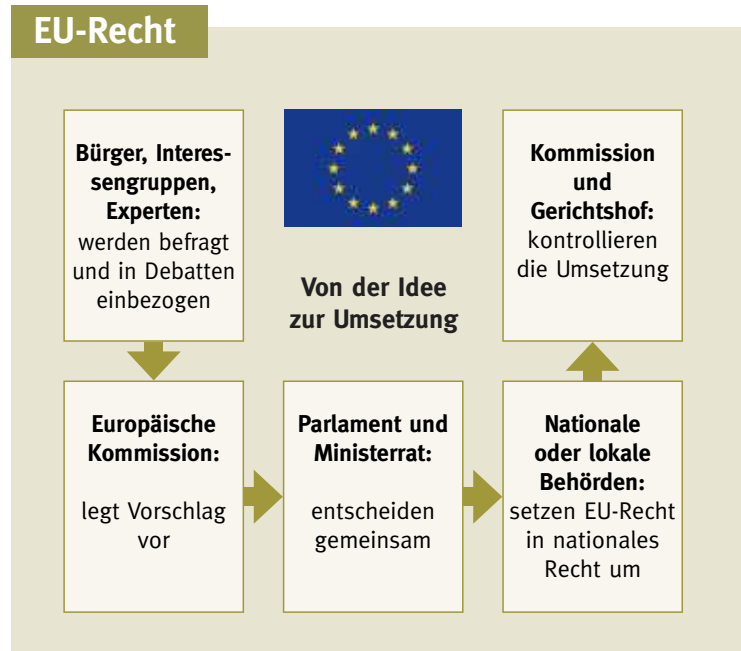 EU-Recht
Bürger, Interes-
sengruppen,
Experten:
werden befragt
und in Debatten
einbezogen
Von der Idee
zur Umsetzung
Europäische
Kommission:
legt Vorschlag
vor
Parlament und
Ministerrat:
entscheiden
gemeinsam
Nationale
oder lokale
Behörden:
setzen EU-Recht
in nationales
Recht um
Kommission
und
Gerichtshof:
kontrollieren
die Umsetzung